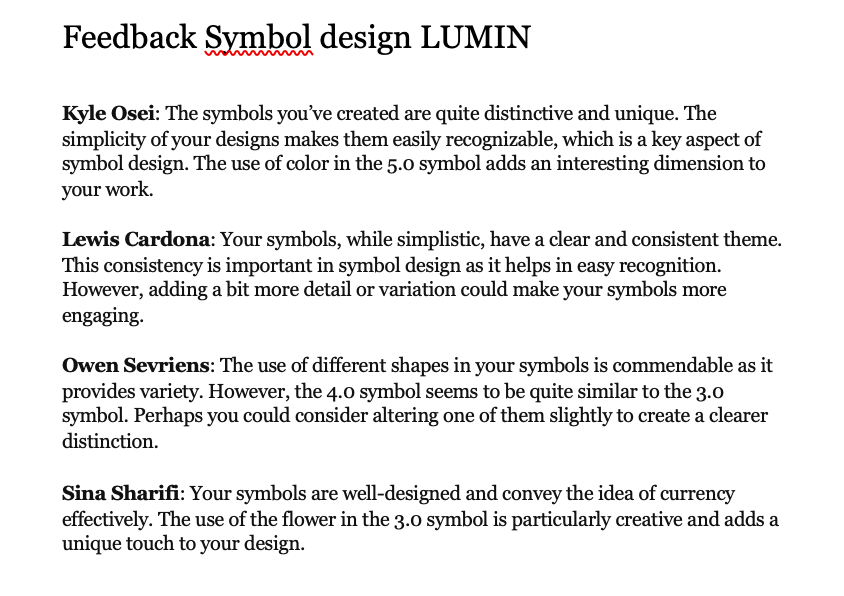 Feedback Symbol design LUMIN
Kyle Osei: The symbols you’ve created are quite distinctive and unique. The
simplicity of your designs makes them easily recognizable, which is a key aspect of
symbol design. The use of color in the 5.0 symbol adds an interesting dimension to
your work.
Lewis Cardona: Your symbols, while simplistic, have a clear and consistent theme.
This consistency is important in symbol design as it helps in easy recognition.
However, adding a bit more detail or variation could make your symbols more
engaging.
Owen Sevriens: The use of different shapes in your symbols is commendable as it
provides variety. However, the 4.0 symbol seems to be quite similar to the 3.0
symbol. Perhaps you could consider altering one of them slightly to create a clearer
distinction.
Sina Sharifi: Your symbols are well-designed and convey the idea of currency
effectively. The use of the flower in the 3.0 symbol is particularly creative and adds a
unique touch to your design.